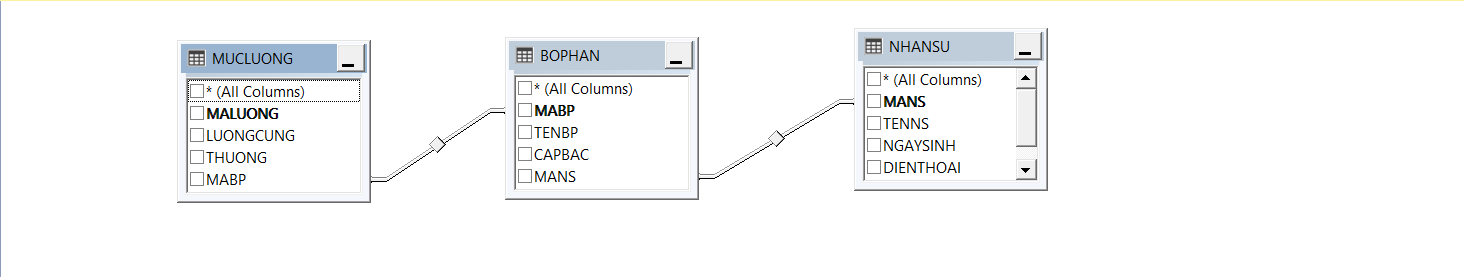 MUCLUONG
* (All Columns)
MALUONG
LUONGCUNG
THUONG
MABP
BOPHAN
* (All Columns)
MABP
TENBP
CAPBAC
MANS
NHANSU
* (All Columns)
MANS
TENNS
NGAYSINH
DIENTHOAI